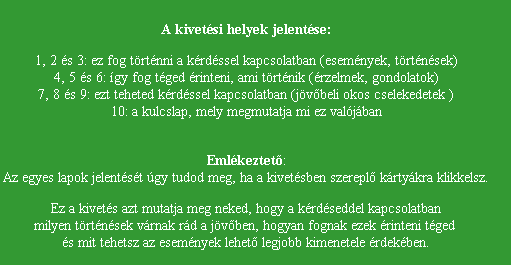 A kivetési helyek jelentése:
1, 2 és 3: ez fog történni a kérdéssel kapcsolatban (események, történések)
4, 5 és 6: így fog téged érinteni, ami történik (érzelmek, gondolatok)
7, 8 és 9: ezt teheted kérdéssel kapcsolatban (jövőbeli okos cselekedetek )
10: a kulcslap, mely megmutatja mi ez valójában
Emlékeztető:
Az egyes lapok jelentését úgy tudod meg, ha a kivetésben szereplő kártyákra klikkelsz.
Ez a kivetés azt mutatja meg neked, hogy a kérdéseddel kapcsolatban
milyen történések várnak rád a jövőben, hogyan fognak ezek érinteni téged
és mit tehetsz az események lehető legjobb kimenetele érdekében.